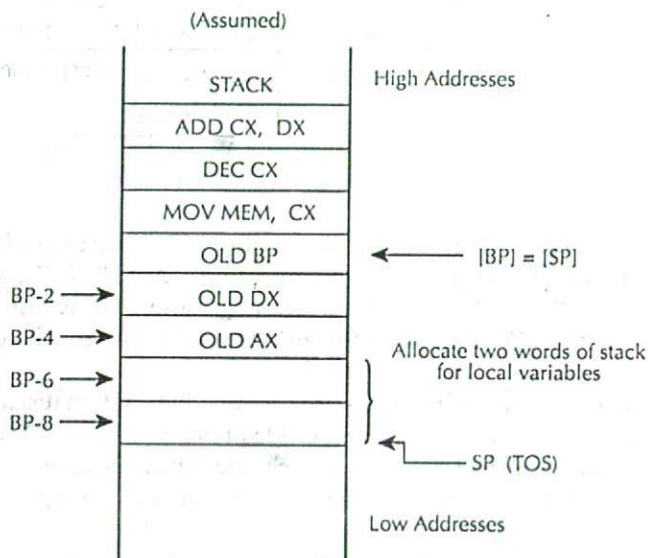 (Assumed)
STACK
High Addresses
ADD CX, DX
DEC CX
MOV MEM, CX
OLD BP
[BP] = [SP]
BP-2
OLD DX
BP-4
OLD AX
BP-6
Allocate two words of stack
for local variables
BP-8
SP (TOS)
Low Addresses